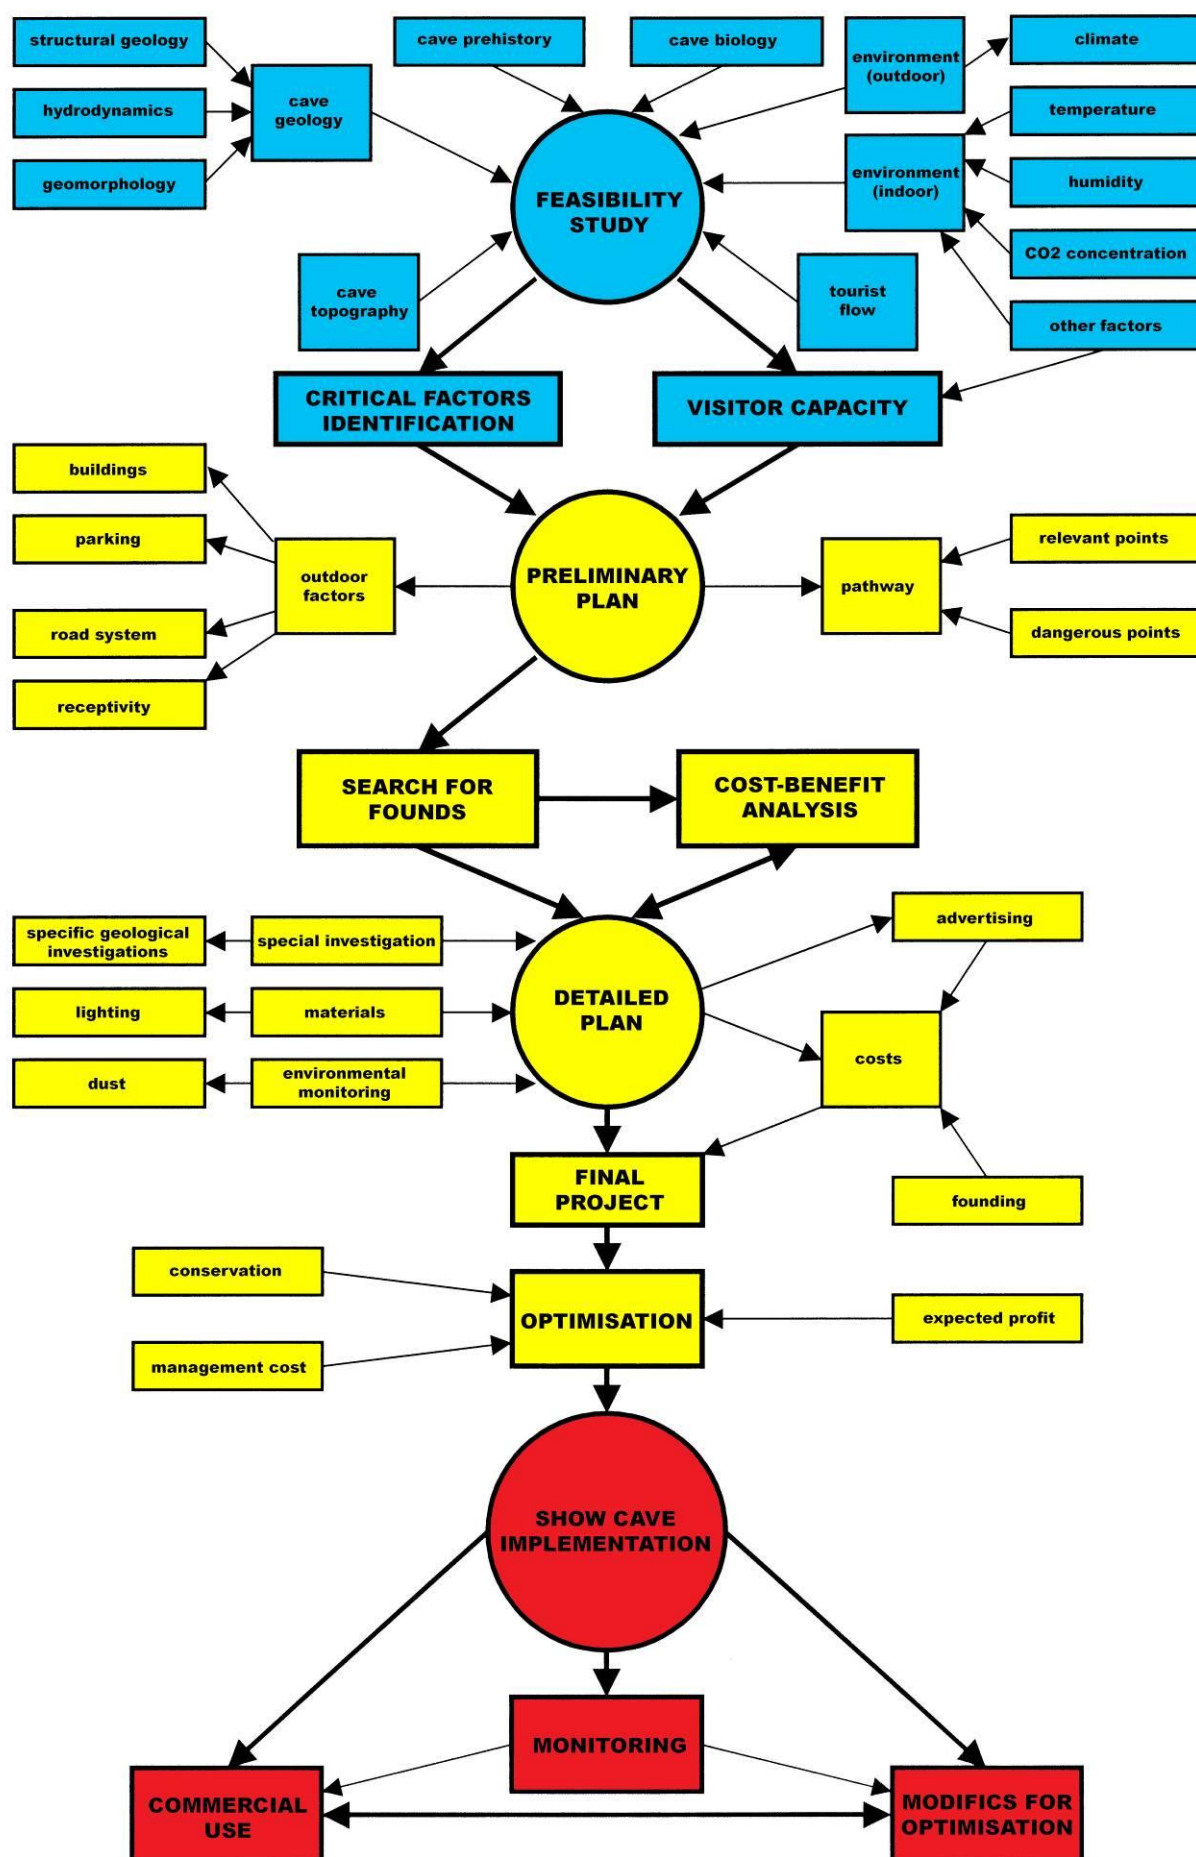 structural geology
cave prehistory
cave biology
environment
(outdoor)
climate
hydrodynamics
cave
geology
temperature
geomorphology
environment
(indoor)
humidity
FEASIBILITY
STUDY
CO2 concentration
cave
topography
tourist
flow
other factors
CRITICAL FACTORS
IDENTIFICATION
VISITOR CAPACITY
buildings
parking
outdoor
factors
road system
receptivity
PRELIMINARY
PLAN
pathway
relevant points
dangerous points
SEARCH FOR
FOUNDS
COST-BENEFIT
ANALYSIS
specific geological
investigations
special investigation
advertising
lighting
materials
DETAILED
PLAN
costs
dust
environmental
monitoring
FINAL
PROJECT
founding
conservation
OPTIMISATION
expected profit
management cost
SHOW CAVE
IMPLEMENTATION
MONITORING
COMMERCIAL
USE
MODIFICS FOR
OPTIMISATION